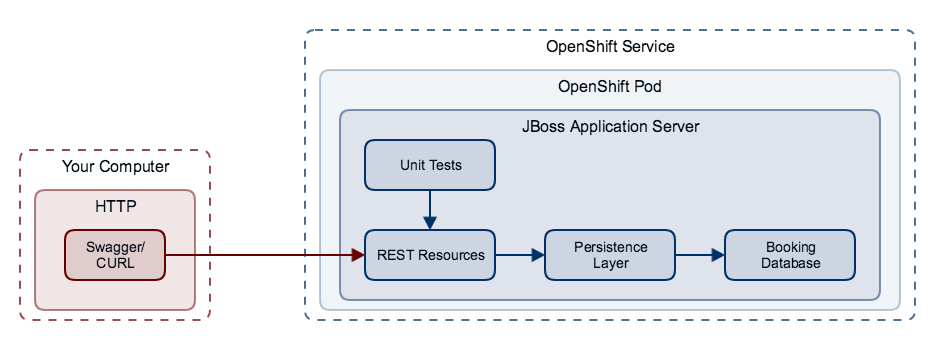 OpenShift Service
OpenShift Pod
JBoss Application Server
Unit Tests
Your Computer
HTTP
Swagger/
CURL
REST Resources
Persistence
Layer
Booking
Database